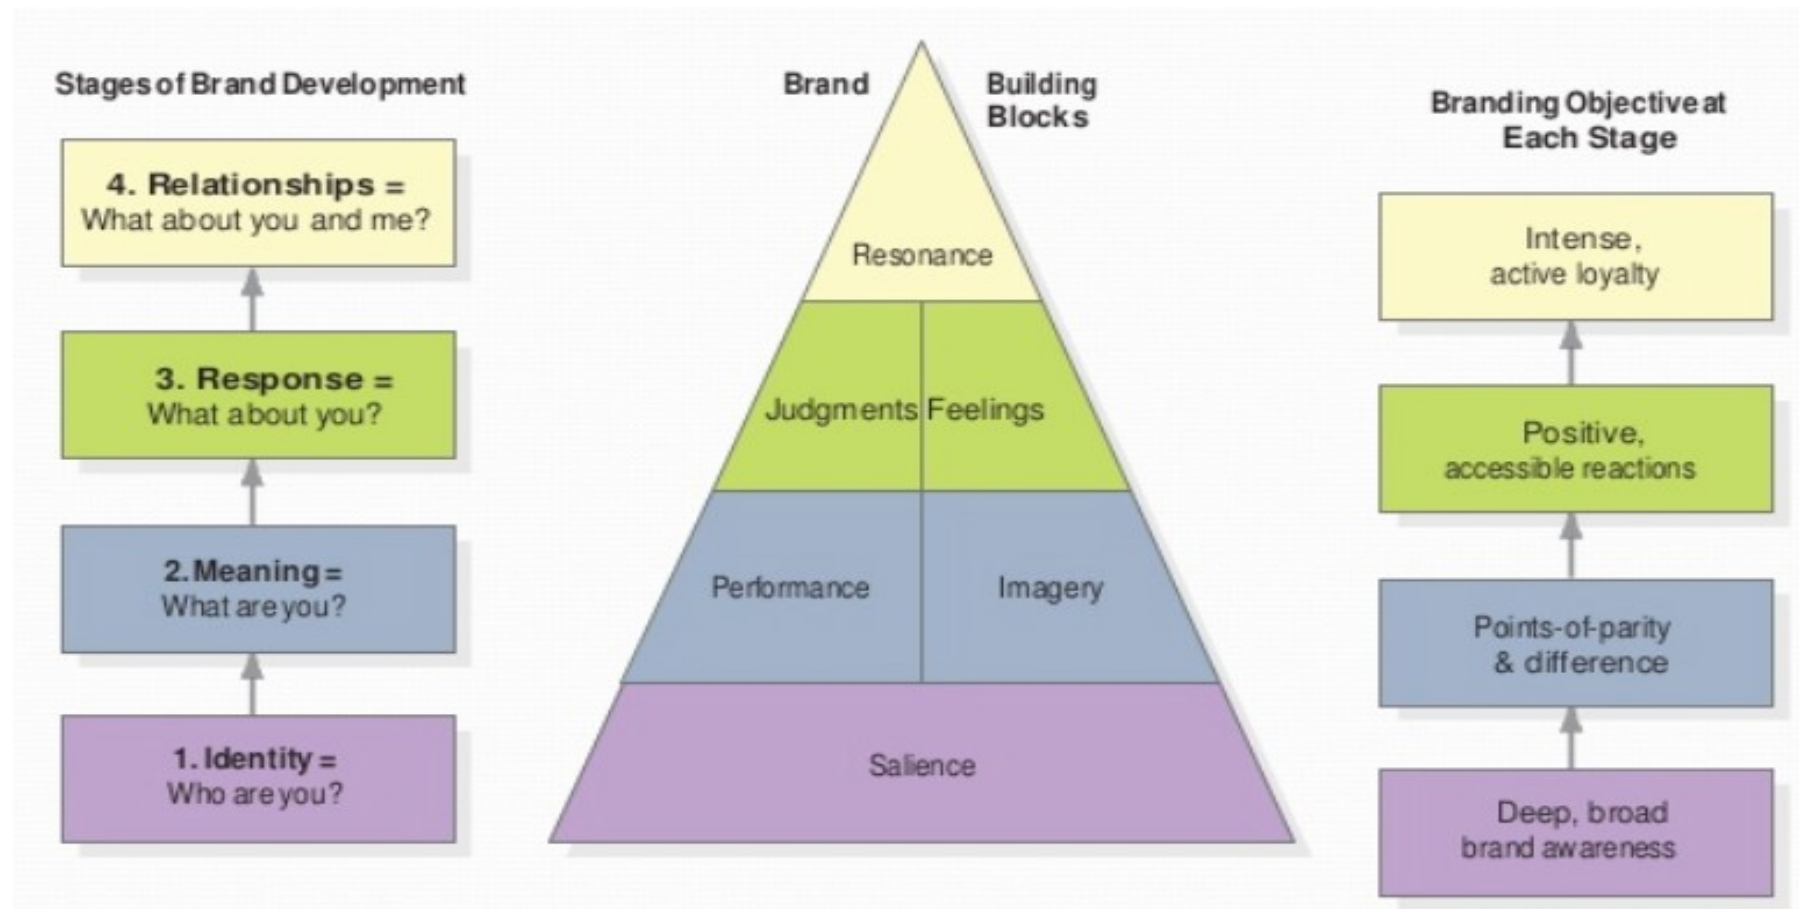 Stages of Brand Development
4. Relationships =
What about you and me?
3. Response =
What about you?
2. Meaning =
What are you?
1. Identity =
Who are you?
Brand
Building
Blocks
Resonance
Judgments Feelings
Performance Imagery
Salience
Branding Objective at
Each Stage
Intense,
active loyalty
Positive,
accessible reactions
Points-of-parity
& difference
Deep, broad
brand awareness